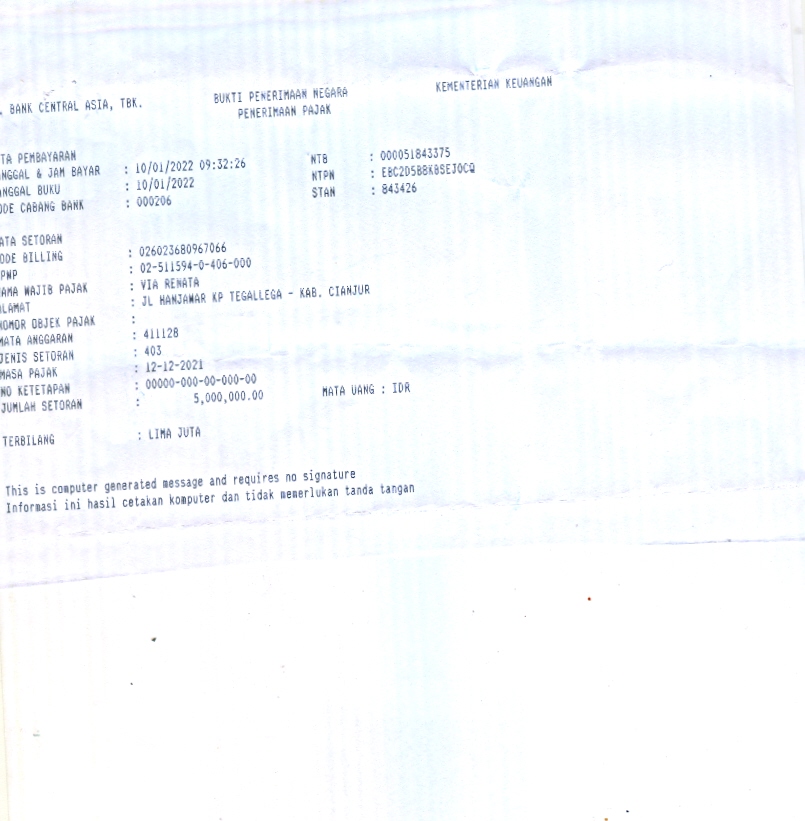 . BANK CENTRAL ASIA, TBK. BUKTI PENERIMAAN NEGARA KEMENTERIAN KEUANGAN
PENERIMAAN PAJAK
TA PEMBAYARAN
NGGAL & JAM BAYAR : 10/01/2022 09:32:26 NTB : 000051843375
NGGAL BUKU : 10/01/2022 NTPN : EBC2D5B8K8SEJOCQ
ODE CABANG BANK : 000206 STAN : 843426
ATA SETORAN
ODE BILLING : 026023680967066
PWP : 02-511594-0-406-000
AMA WAJIB PAJAK : VIA RENATA
LAMAT : JL HANJAWAR KP TEGALLEGA - KAB. CIANJUR
NOMOR OBJEK PAJAK :
MATA ANGGARAN : 411128
JENIS SETORAN : 403
MASA PAJAK : 12-12-2021
NO KETETAPAN : 00000-000-00-000-00
JUMLAH SETORAN : 5,000,000.00 MATA UANG : IDR
TERBILANG : LIMA JUTA
This is computer generated message and requires no signature
Informasi ini hasil cetakan komputer dan tidak memerlukan tanda tangan